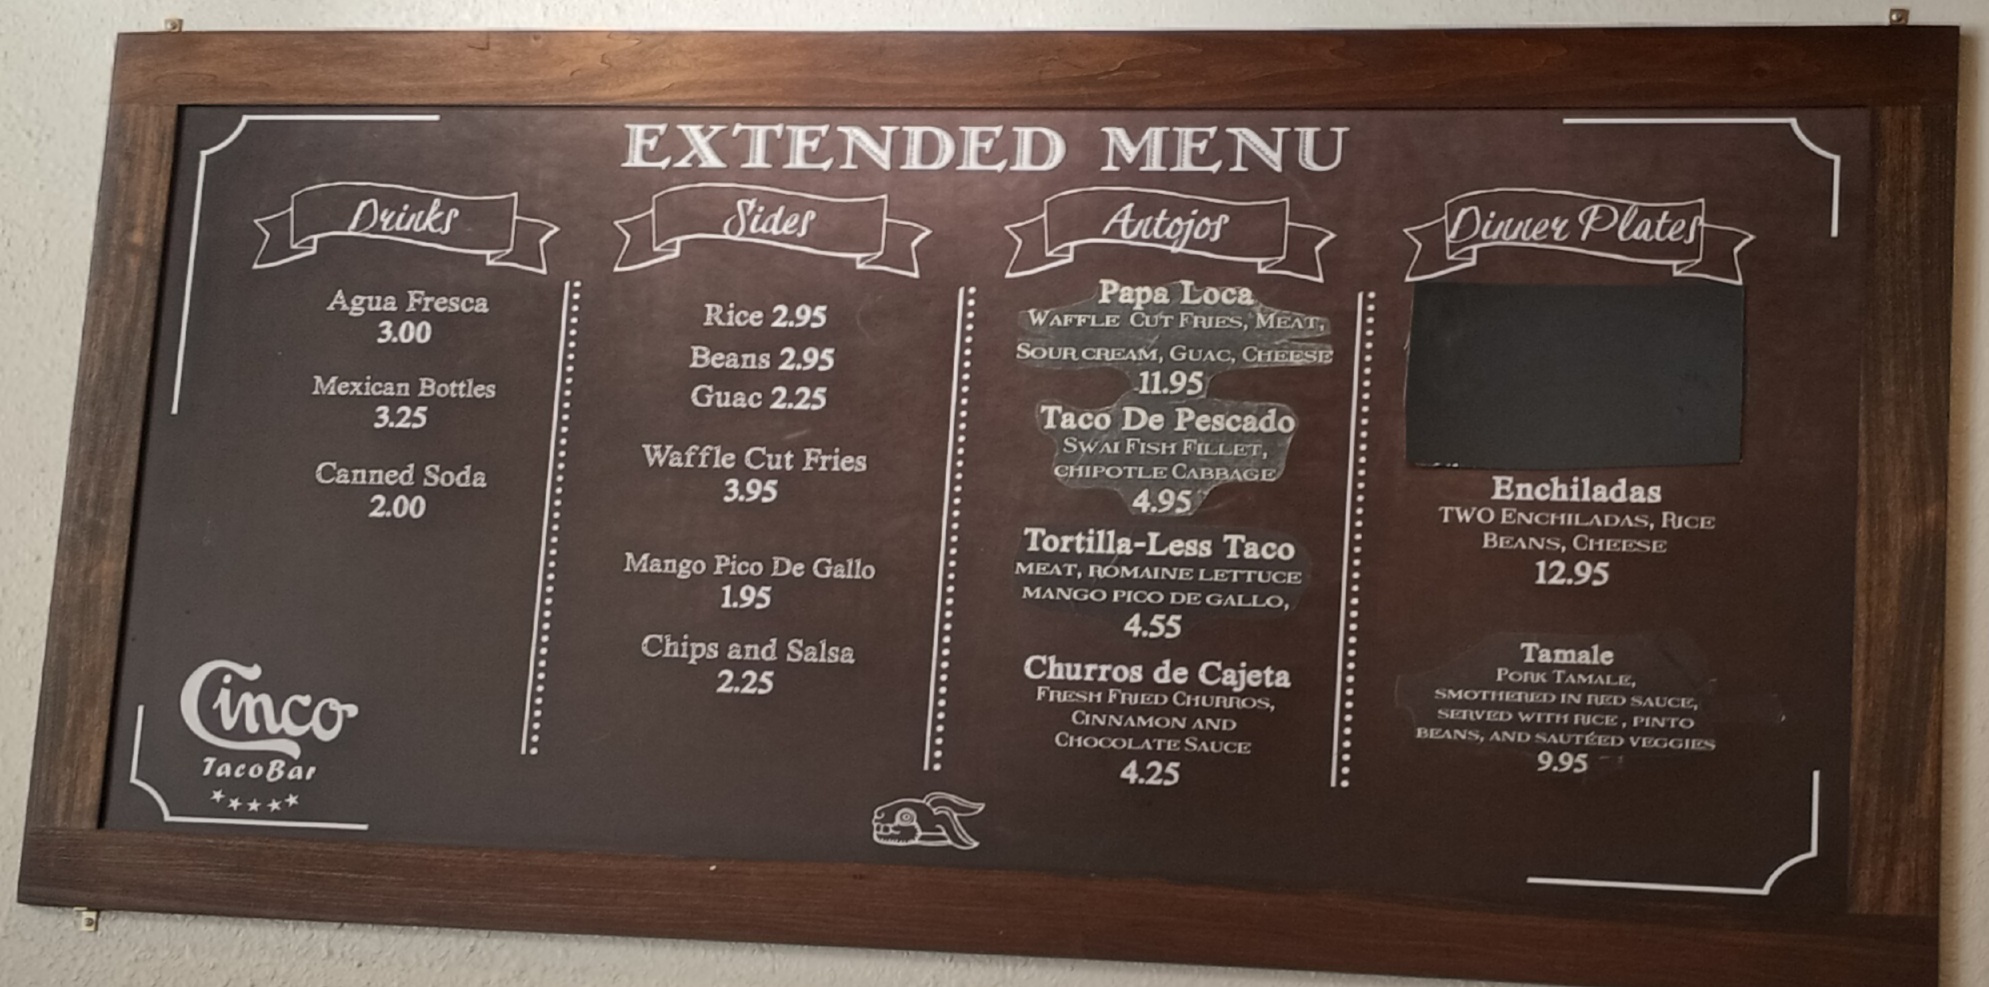 EXTENDED MENU
Drinks
Agua Fresca
3.00
Mexican Bottles
3.25
Canned Soda
2.00
Cinco
TacoBar
Sides
Rice 2.95
Beans 2.95
Guac 2.25
Waffle Cut Fries
3.95
Mango Pico De Gallo
1.95
Chips and Salsa
2.25
Antojos
Papa Loca
WAFFLE CUT FRIES, MEAT,
SOUR CREAM, GUAC, CHEESE
11.95
Taco De Pescado
SWAI FISH FILLET,
CHIPOTLE CABBAGE
4.95
Tortilla-Less Taco
MEAT, ROMAINE LETTUCE
MANGO PICO DE GALLO,
4.55
Churros de Cajeta
FRESH FRIED CHURROS,
CINNAMON AND
CHOCOLATE SAUCE
4.25
Dinner Plates
Enchiladas
TWO ENCHILADAS, RICE
BEANS, CHEESE
12.95
Tamale
PORK TAMALE,
SMOTHERED IN RED SAUCE,
SERVED WITH RICE, PINTO
BEANS, AND SAUTÉED VEGGIES
9.95